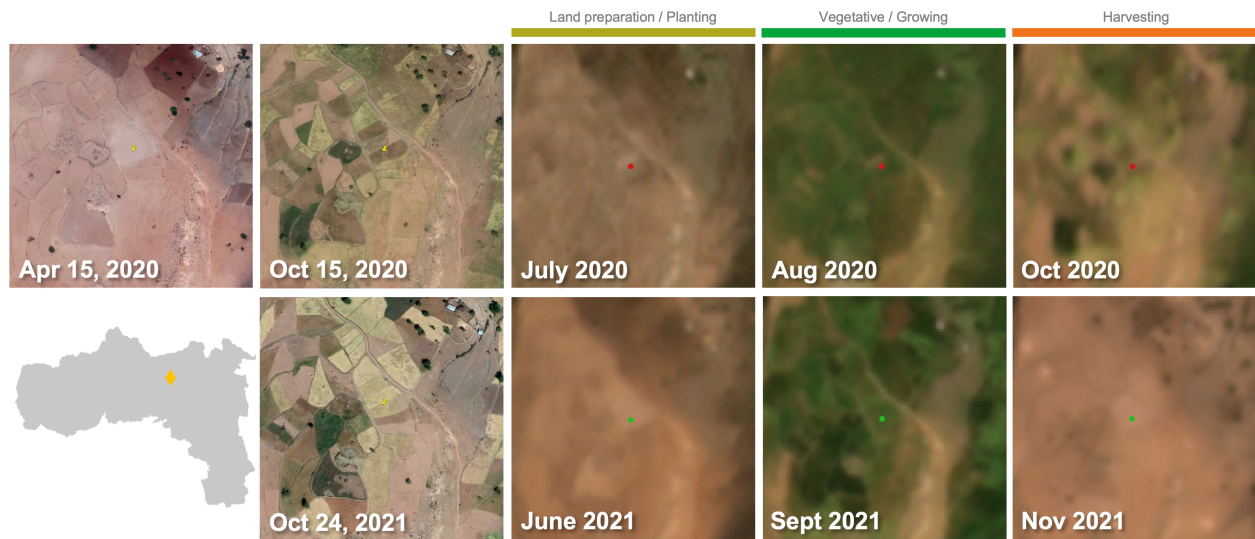 Land preparation / Planting
Vegetative / Growing
Harvesting
Apr 15, 2020
Oct 15, 2020
July 2020
Aug 2020
Oct 2020
Oct 24, 2021
June 2021
Sept 2021
Nov 2021